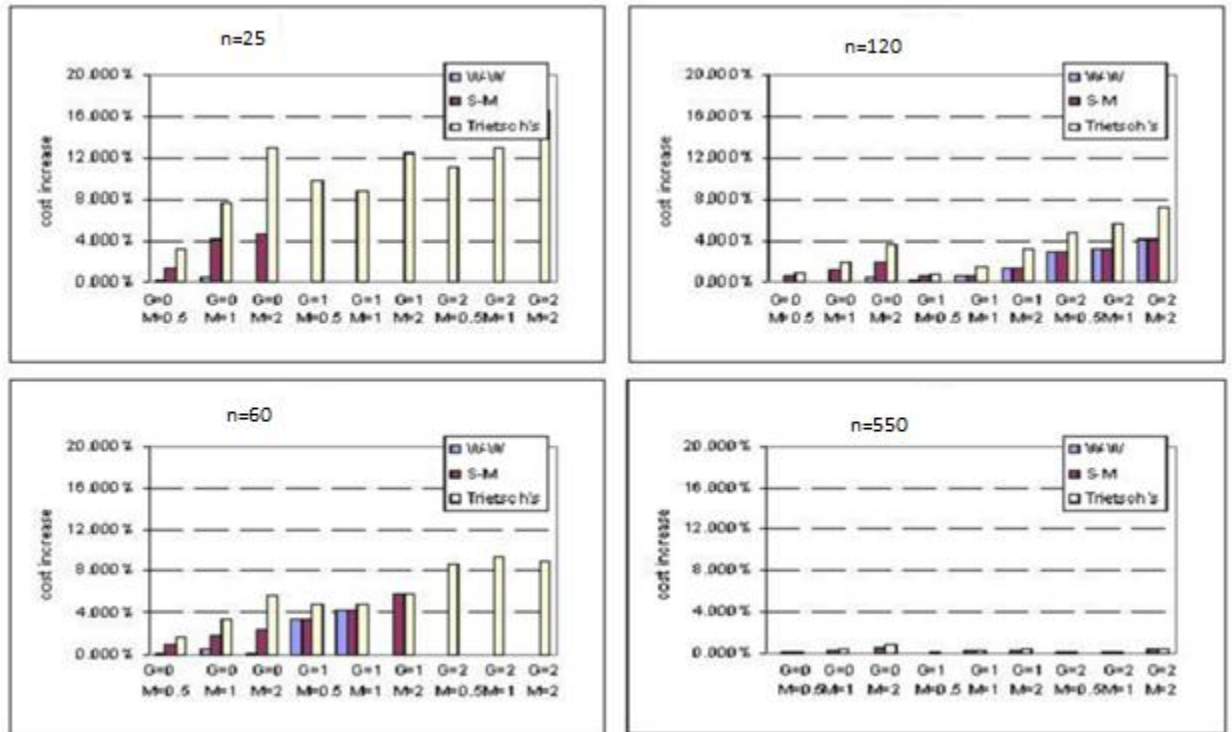 n=25
20.000%
16.000%
12.000%
8.000%
4.000%
0.000%
cost increase
W-W
S-M
Trietsch's
G=0 G=0 G=0 G=1 G=1 G=1 G=2 G=2 G=2
M=0.5 M=1 M=2 M=0.5 M=1 M=2 M=0.5 M=1 M=2
n=120
20.000%
16.000%
12.000%
8.000%
4.000%
0.000%
cost increase
W-W
S-M
Trietsch's
G=0 G=0 G=0 G=1 G=1 G=1 G=2 G=2 G=2
M=0.5 M=1 M=2 M=0.5 M=1 M=2 M=0.5 M=1 M=2
n=60
20.000%
16.000%
12.000%
8.000%
4.000%
0.000%
cost increase
W-W
S-M
Trietsch's
G=0 G=0 G=0 G=1 G=1 G=1 G=2 G=2 G=2
M=0.5 M=1 M=2 M=0.5 M=1 M=2 M=0.5 M=1 M=2
n=550
20.000%
16.000%
12.000%
8.000%
4.000%
0.000%
cost increase
W-W
S-M
Trietsch's
G=0 G=0 G=0 G=1 G=1 G=1 G=2 G=2 G=2
M=0.5 M=1 M=2 M=0.5 M=1 M=2 M=0.5 M=1 M=2